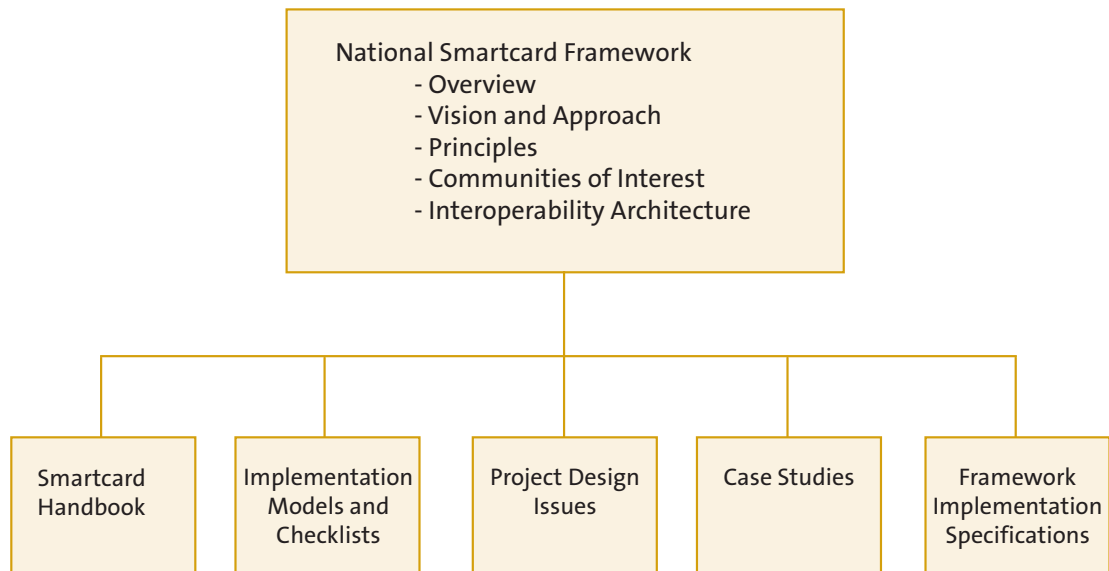 National Smartcard Framework
- Overview
- Vision and Approach
- Principles
- Communities of Interest
- Interoperability Architecture
Smartcard
Handbook
Implementation
Models and
Checklists
Project Design
Issues
Case Studies
Framework
Implementation
Specifications